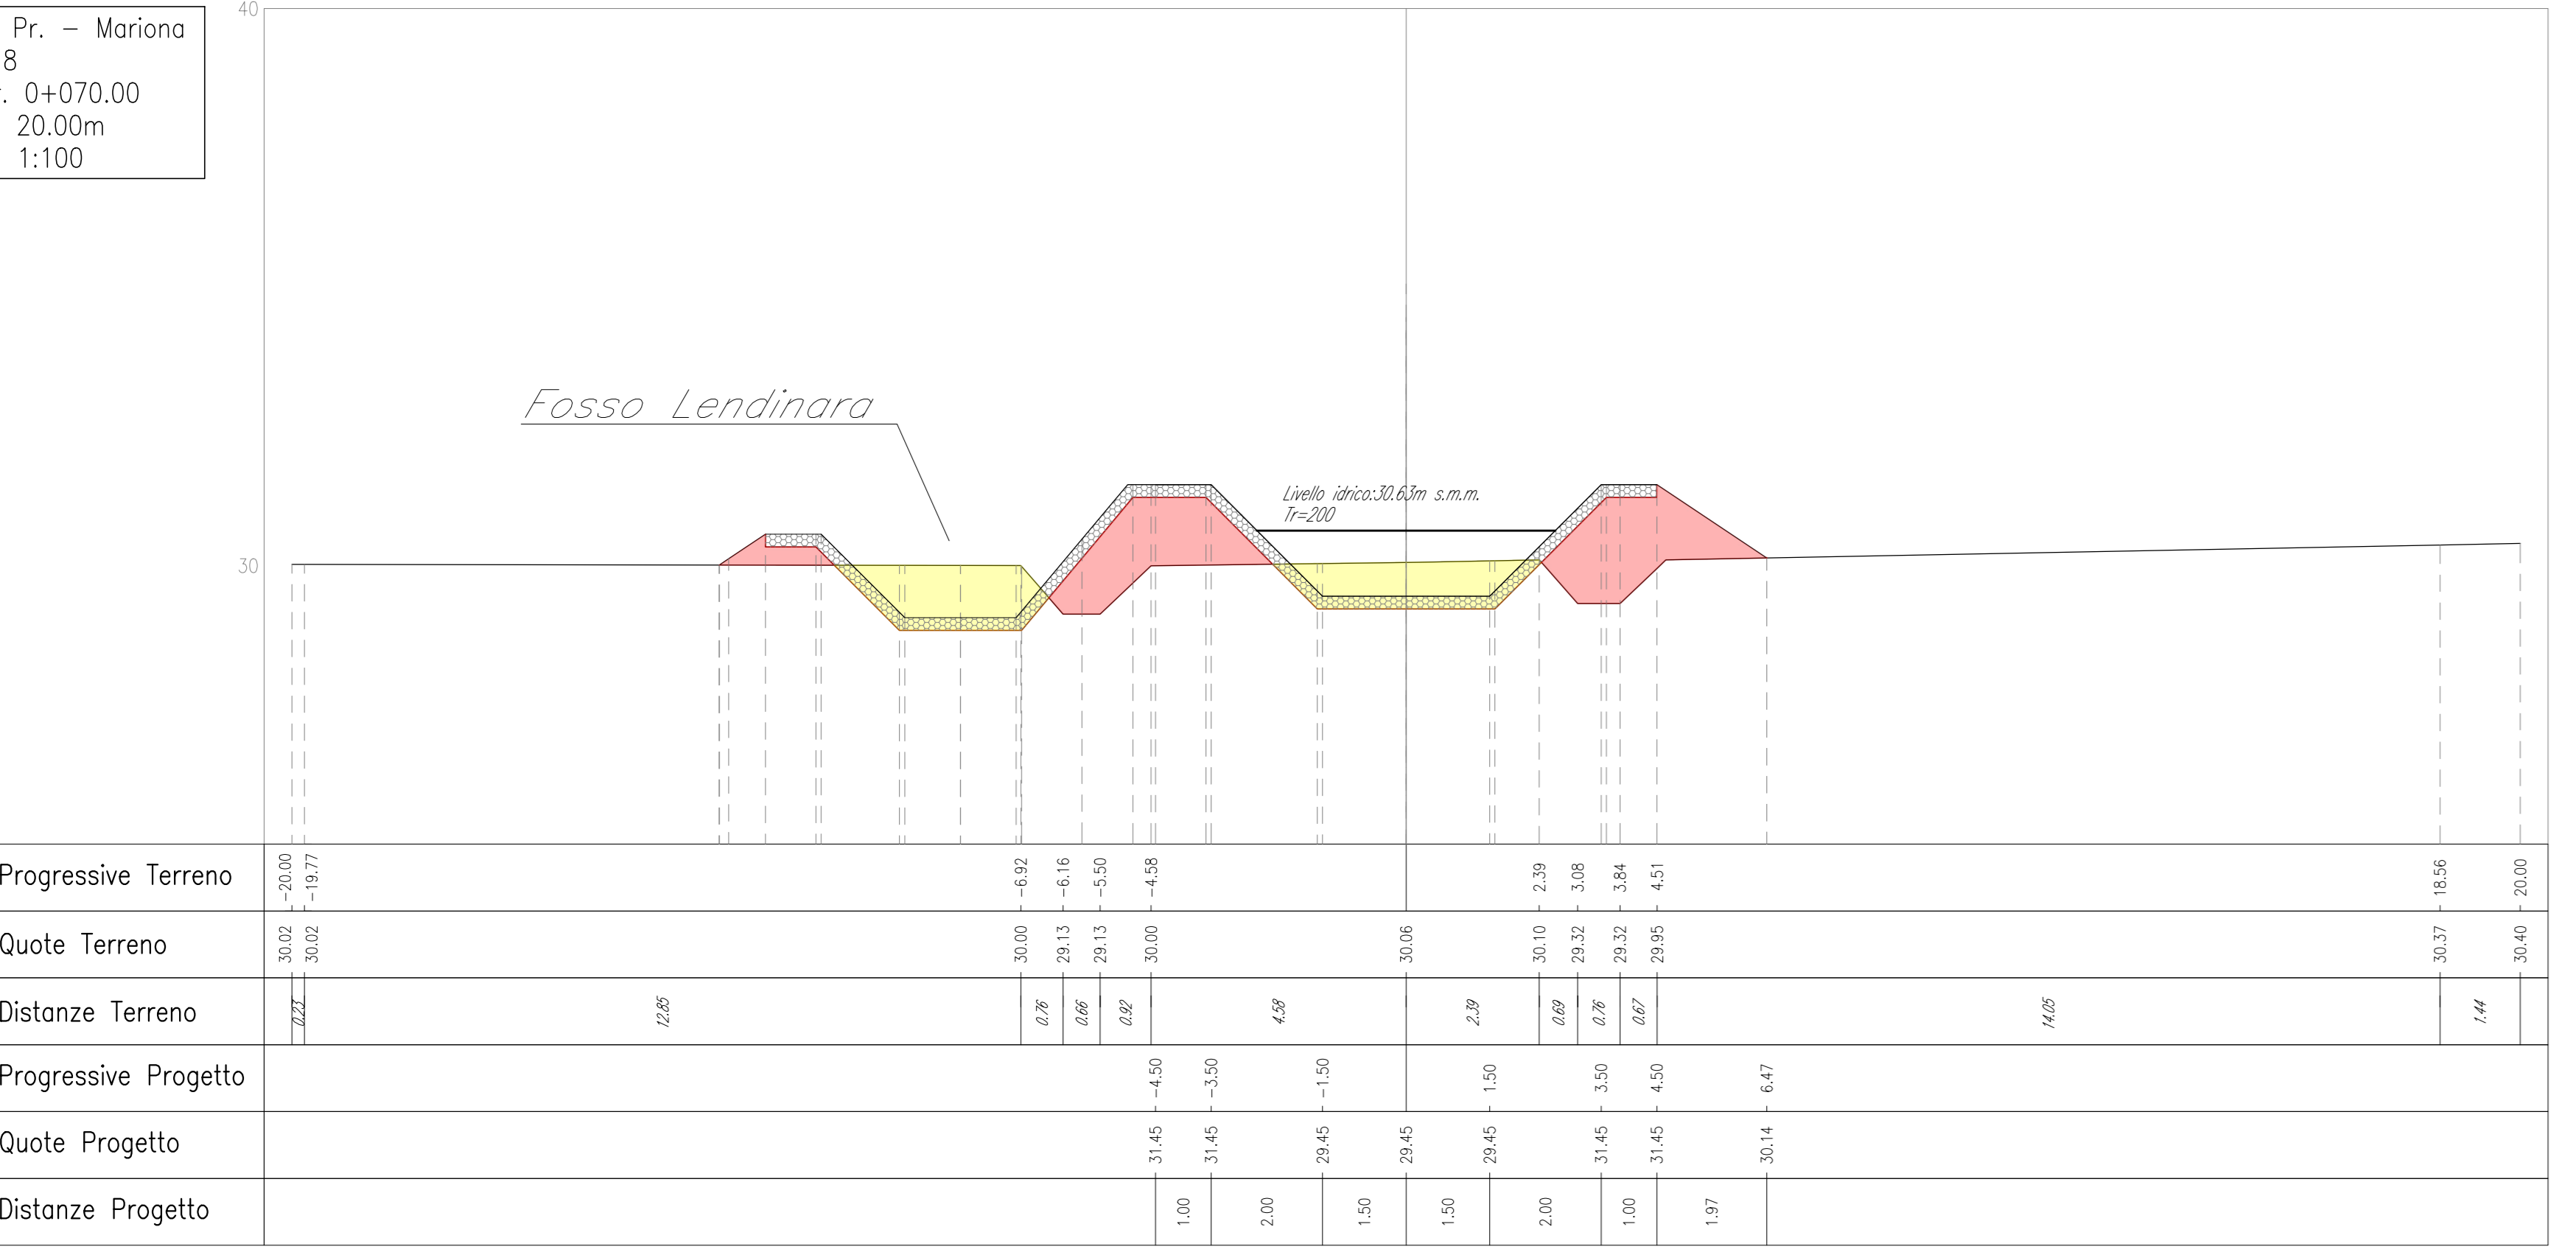 Pr. – Mariona
8
. 0+070.00
20.00m
1:100
40
30
Fosso Lendinara
Livello idrico:30.63m s.m.m.
Tr=200
Progressive Terreno -20.00 -19.77 -6.92 -6.16 -5.50 -4.58 2.39 3.08 3.84 4.51 18.56 20.00
Quote Terreno 30.02 30.02 30.00 29.13 29.13 30.00 30.06 30.10 29.32 29.32 29.95 30.37 30.40
Distanze Terreno 0.23 12.85 0.76 0.66 0.92 4.58 2.39 0.69 0.76 0.67 14.05 1.44
Progressive Progetto -4.50 -3.50 -1.50 1.50 3.50 4.50 6.47
Quote Progetto 31.45 31.45 29.45 29.45 29.45 31.45 31.45 30.14
Distanze Progetto 1.00 2.00 1.50 1.50 2.00 1.00 1.97